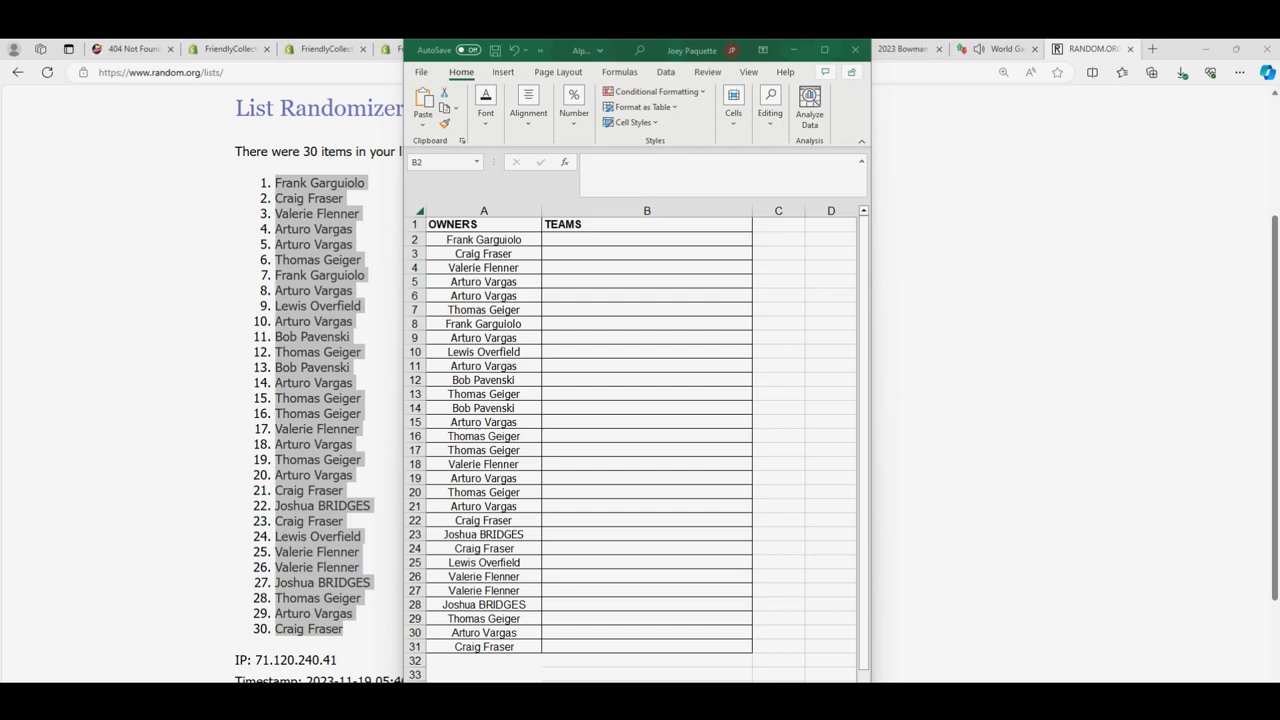 404 Not Foun
FriendlyCollect
FriendlyCollect
F
AutoSave Off
Alp...
Joey Paquette
JP
2023 Bowman
World Ga
RANDOM.OR
https://www.random.org/lists/
File Home Insert Page Layout Formulas Data Review View Help
Paste
Clipboard
Font
Alignment
Number
Conditional Formatting
Format as Table
Cell Styles
Styles
Cells
Editing
Analyze
Data
Analysis
B2
fx
List Randomizer
There were 30 items in your l
1. Frank Garguiolo
2. Craig Fraser
3. Valerie Flenner
4. Arturo Vargas
5. Arturo Vargas
6. Thomas Geiger
7. Frank Garguiolo
8. Arturo Vargas
9. Lewis Overfield
10. Arturo Vargas
11. Bob Pavenski
12. Thomas Geiger
13. Bob Pavenski
14. Arturo Vargas
15. Thomas Geiger
16. Thomas Geiger
17. Valerie Flenner
18. Arturo Vargas
19. Thomas Geiger
20. Arturo Vargas
21. Craig Fraser
22. Joshua BRIDGES
23. Craig Fraser
24. Lewis Overfield
25. Valerie Flenner
26. Valerie Flenner
27. Joshua BRIDGES
28. Thomas Geiger
29. Arturo Vargas
30. Craig Fraser
IP: 71.120.240.41
A B C D
1 OWNERS TEAMS
2 Frank Garguiolo
3 Craig Fraser
4 Valerie Flenner
5 Arturo Vargas
6 Arturo Vargas
7 Thomas Geiger
8 Frank Garguiolo
9 Arturo Vargas
10 Lewis Overfield
11 Arturo Vargas
12 Bob Pavenski
13 Thomas Geiger
14 Bob Pavenski
15 Arturo Vargas
16 Thomas Geiger
17 Thomas Geiger
18 Valerie Flenner
19 Arturo Vargas
20 Thomas Geiger
21 Arturo Vargas
22 Craig Fraser
23 Joshua BRIDGES
24 Craig Fraser
25 Lewis Overfield
26 Valerie Flenner
27 Valerie Flenner
28 Joshua BRIDGES
29 Thomas Geiger
30 Arturo Vargas
31 Craig Fraser
32
33
Timestamp: 2023-11-19 05:4